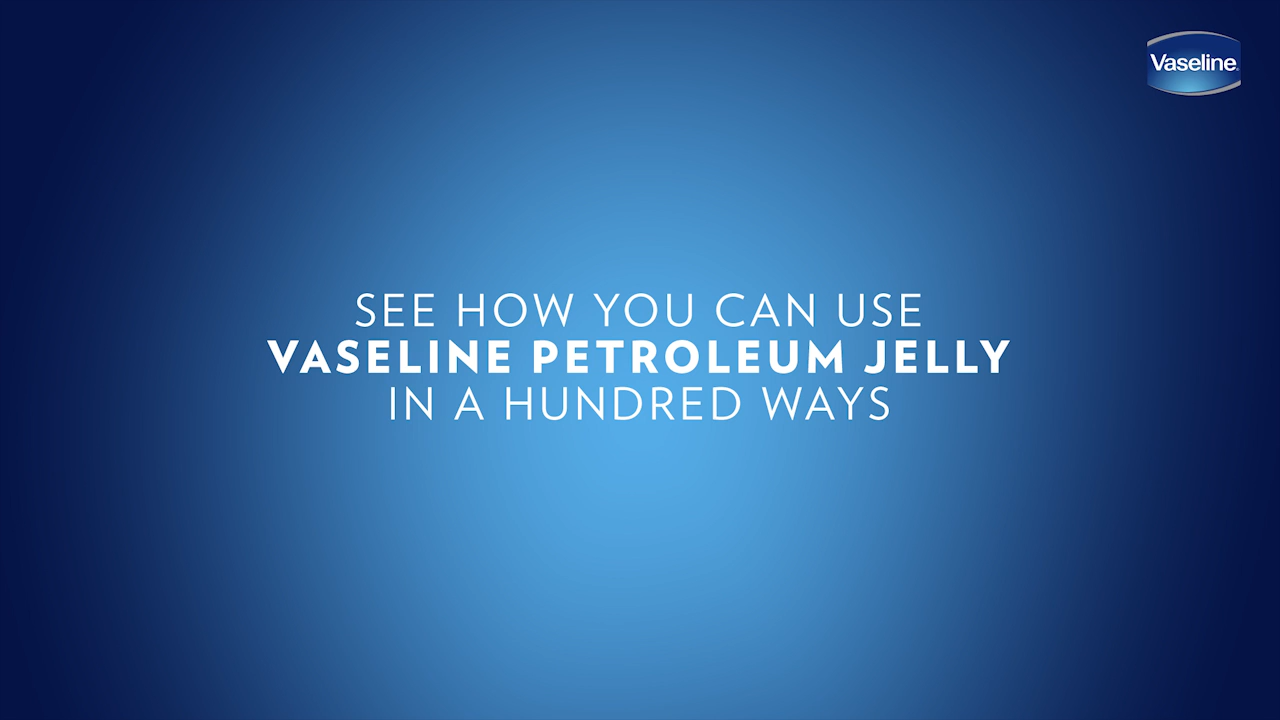 Vaseline
SEE HOW YOU CAN USE
VASELINE PETROLEUM JELLY
IN A HUNDRED WAYS